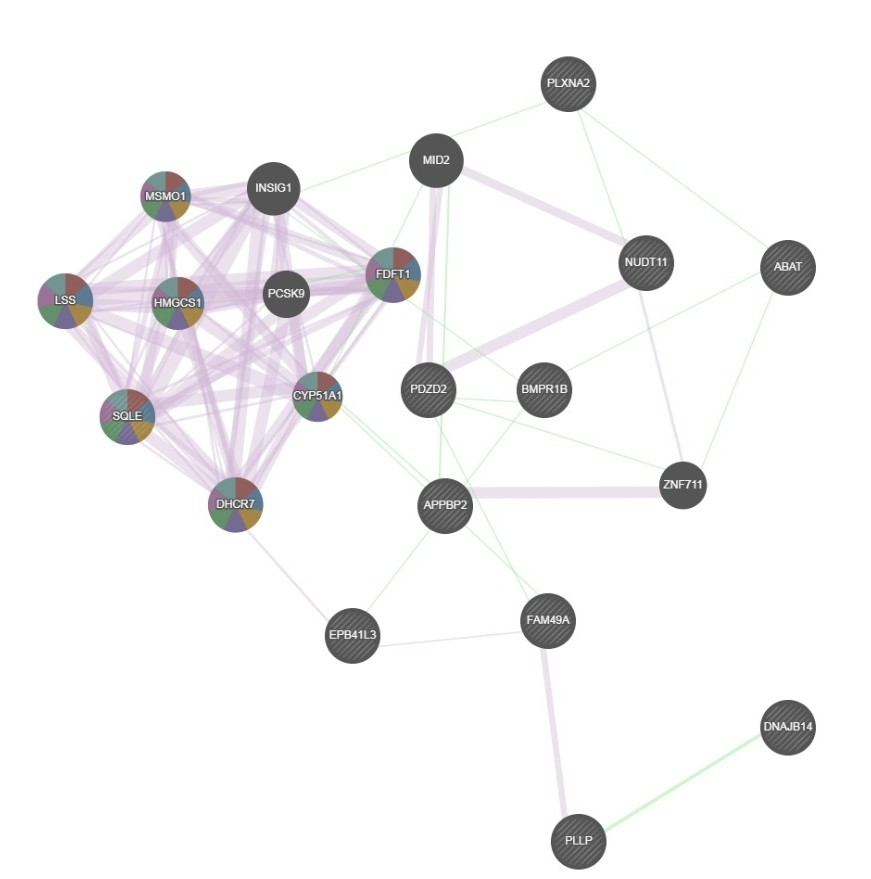 PLXNA2
MID2
INSIG1
MSMO1
NUDT11
ABAT
FDFT1
PCSK9
LSS
HMGCS1
PDZD2
BMPR1B
CYP51A1
SQLE
ZNF711
DHCR7
APPBP2
FAM49A
EPB41L3
DNAJB14
PLLP